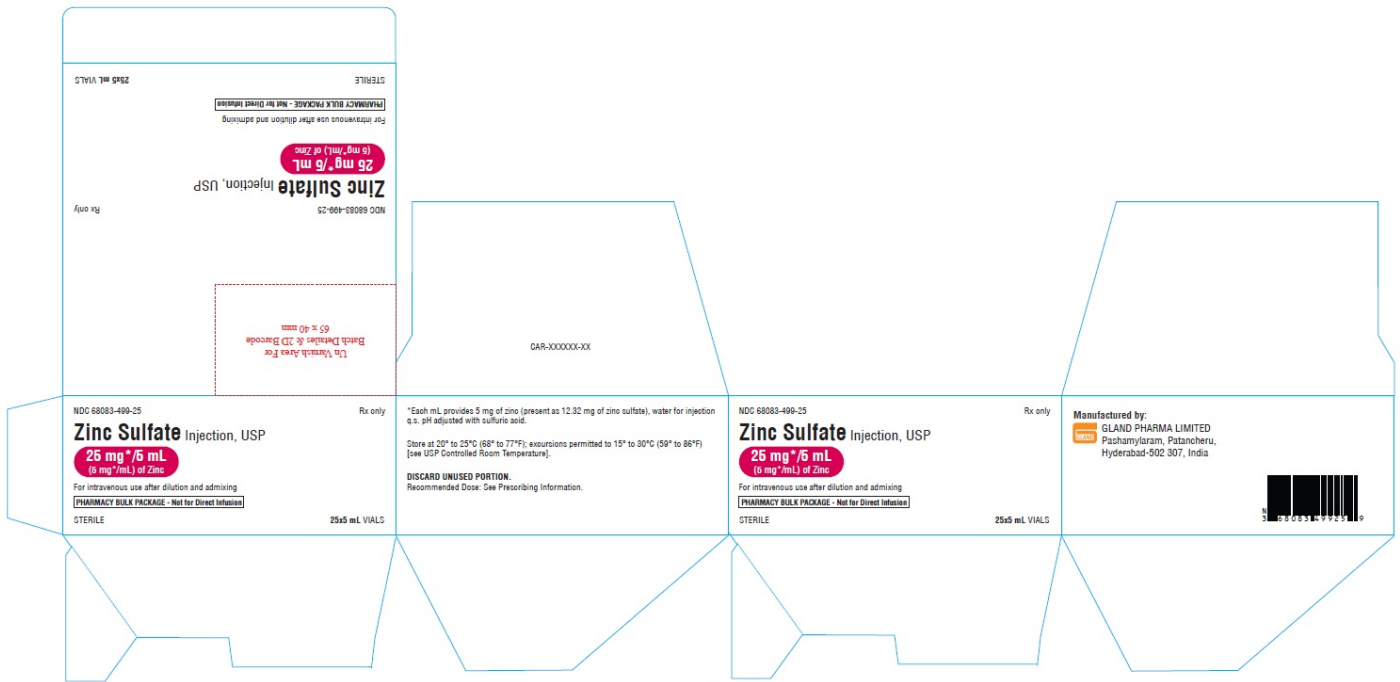 25x5 mL VIALS
STERILE
PHARMACY BULK PACKAGE - Not for Direct Infusion
For intravenous use after dilution and admixing
25 mg*/5 mL
(5 mg*/mL) of Zinc
Zinc Sulfate Injection, USP
NDC 68083-499-25
Rx only
Un Varnish Area For
Batch Detailes & 2D Barcode
65 x 40 mm
CAR-XXXXXX-XX
NDC 68083-499-25
Rx only
Zinc Sulfate Injection, USP
25 mg*/5 mL
(5 mg*/mL) of Zinc
For intravenous use after dilution and admixing
PHARMACY BULK PACKAGE - Not for Direct Infusion
STERILE
25x5 mL VIALS
*Each mL provides 5 mg of zinc (present as 12.32 mg of zinc sulfate), water for injection
q.s. pH adjusted with sulfuric acid.
Store at 20° to 25°C (68° to 77°F); excursions permitted to 15° to 30°C (59° to 86°F)
[see USP Controlled Room Temperature].
DISCARD UNUSED PORTION.
Recommended Dose: See Prescribing Information.
NDC 68083-499-25
Rx only
Zinc Sulfate Injection, USP
25 mg*/5 mL
(5 mg*/mL) of Zinc
For intravenous use after dilution and admixing
PHARMACY BULK PACKAGE - Not for Direct Infusion
STERILE
25x5 mL VIALS
Manufactured by:
GLAND
GLAND PHARMA LIMITED
Pashamylaram, Patancheru,
Hyderabad-502 307, India
N
3 68083 49925 9